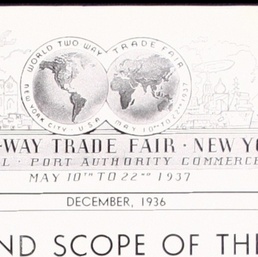 WORLD TWO WAY TRADE FAIR
NEW YORK CITY · U.S.A. MAY 10TH TO 22ND 1937
-WAY TRADE FAIR · NEW YO
L · PORT AUTHORITY COMMERCE
MAY 10TH TO 22ND 1937
DECEMBER, 1936
ND SCOPE OF TH